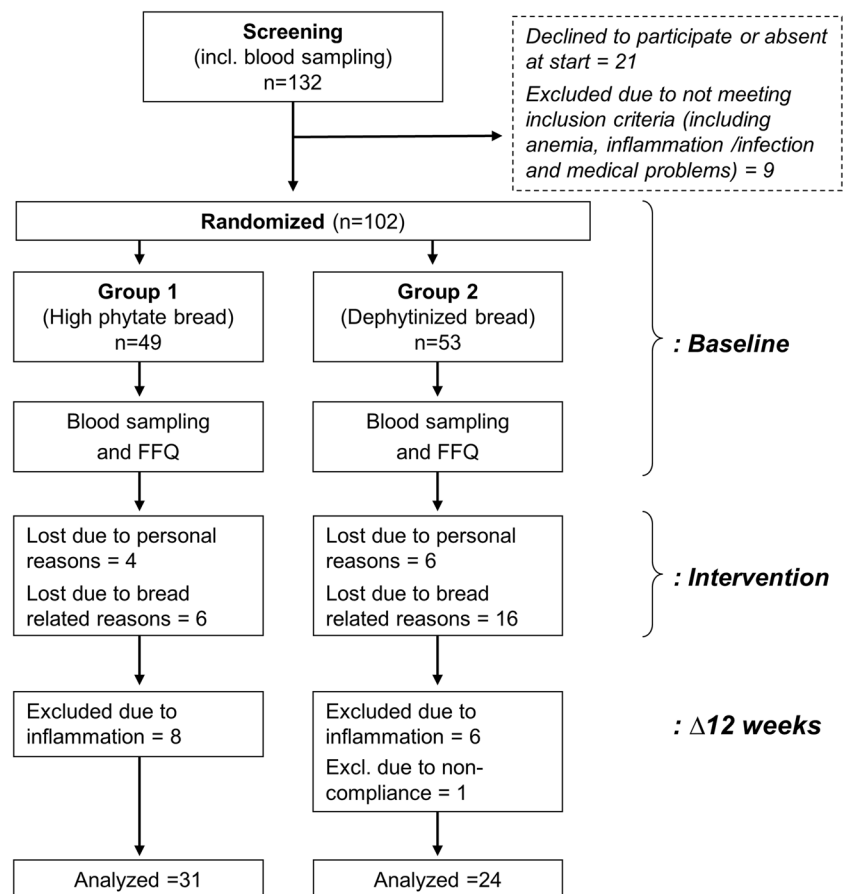 Screening
(incl. blood sampling)
n=132
Declined to participate or absent
at start = 21
Excluded due to not meeting
inclusion criteria (including
anemia, inflammation /infection
and medical problems) = 9
Randomized (n=102)
Group 1
(High phytate bread)
n=49
Group 2
(Dephytinized bread)
n=53
: Baseline
Blood sampling
and FFQ
Blood sampling
and FFQ
Lost due to personal
reasons = 4
Lost due to bread
related reasons = 6
Lost due to personal
reasons = 6
Lost due to bread
related reasons = 16
: Intervention
Excluded due to
inflammation = 8
Excluded due to
inflammation = 6
Excl. due to non-
compliance = 1
: Δ12 weeks
Analyzed =31
Analyzed =24